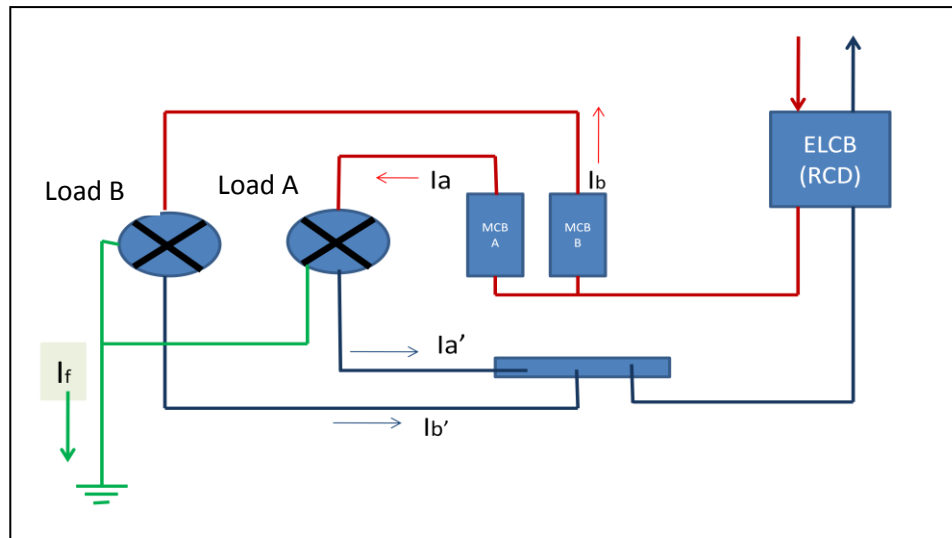 ELCB
(RCD)
Load B
Load A
Ia
Ib
MCB
A
MCB
B
If
Ia’
Ib’